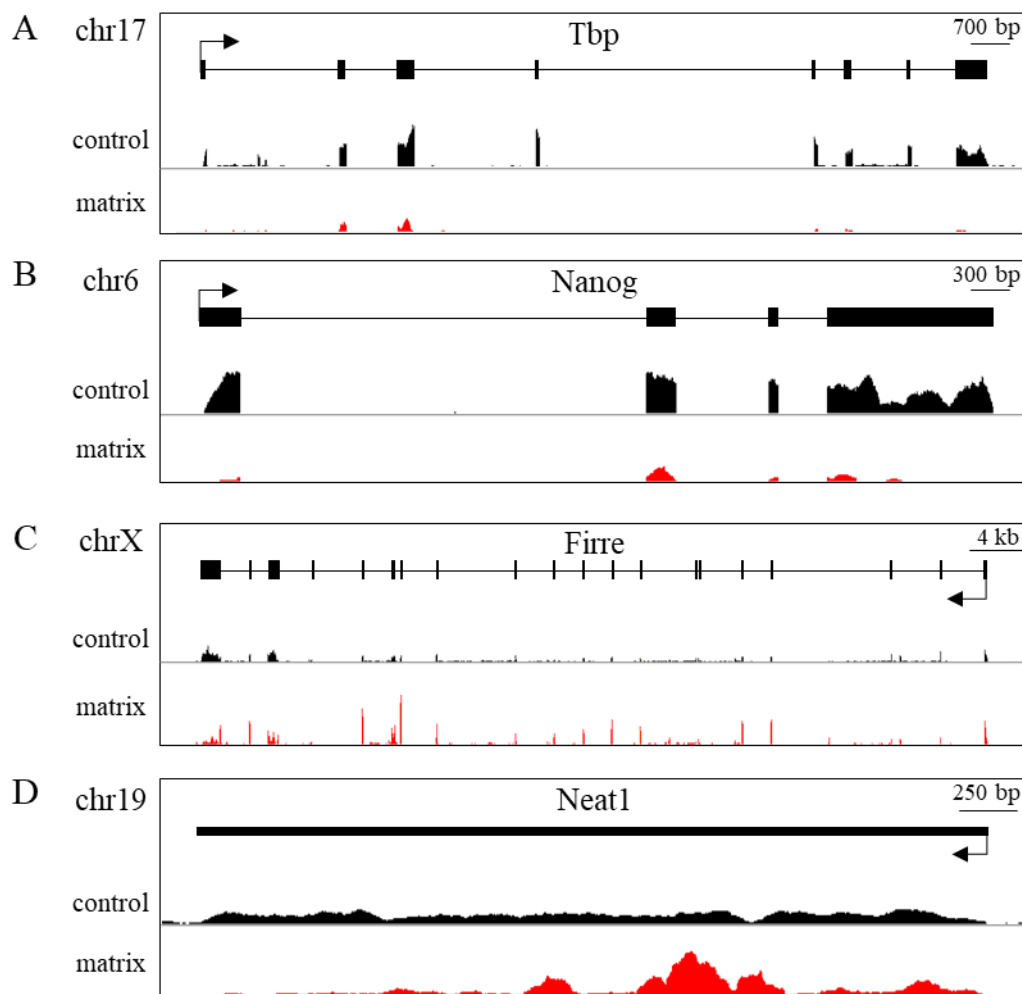 A chr17 Tbp 700 bp
control
matrix
B chr6 Nanog 300 bp
control
matrix
C chrX Firre 4 kb
control
matrix
D chr19 Neat1 250 bp
control
matrix